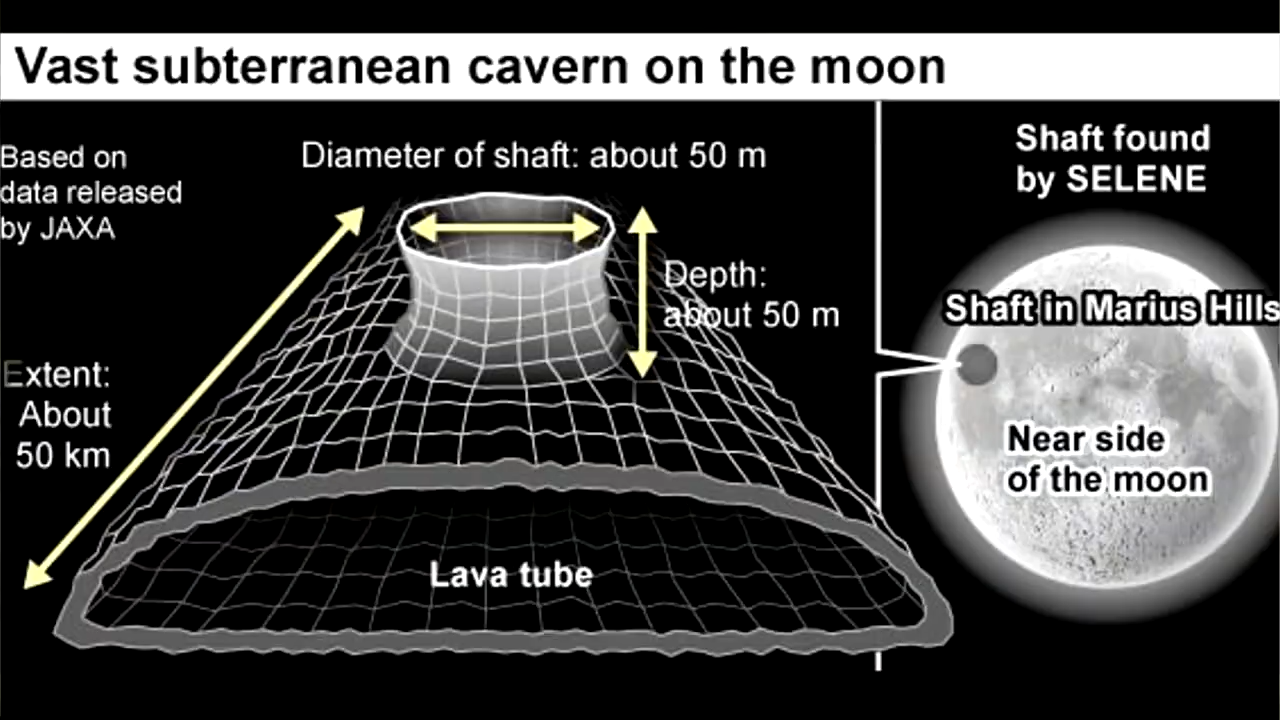 Vast subterranean cavern on the moon
Based on
data released
by JAXA
Diameter of shaft: about 50 m
Depth:
about 50 m
Extent:
About
50 km
Lava tube
Shaft found
by SELENE
Shaft in Marius Hills
Near side
of the moon